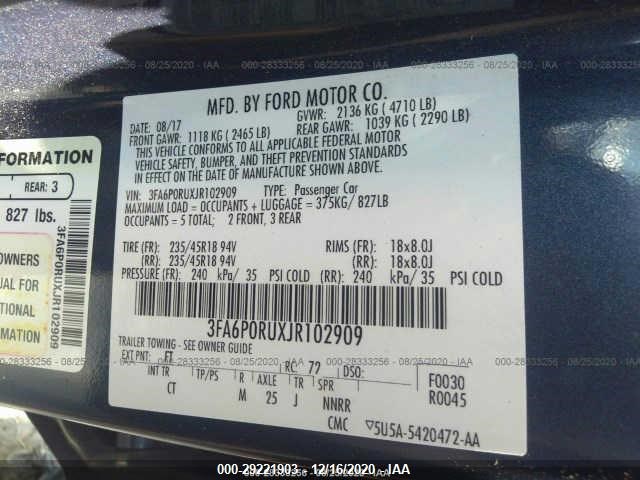 000-28333256 - 08/25/2020 - IAA
MFD. BY FORD MOTOR CO.
DATE: 08/17 GVWR: 2136 KG ( 4710 LB)
FRONT GAWR: 1118 KG ( 2465 LB) REAR GAWR: 1039 KG ( 2290 LB)
THIS VEHICLE CONFORMS TO ALL APPLICABLE FEDERAL MOTOR
VEHICLE SAFETY, BUMPER, AND THEFT PREVENTION STANDARDS
IN EFFECT ON THE DATE OF MANUFACTURE SHOWN ABOVE.
VIN: 3FA6P0RUXJR102909 TYPE: Passenger Car
MAXIMUM LOAD = OCCUPANTS + LUGGAGE = 375KG/ 827LB
OCCUPANTS = 5 TOTAL; 2 FRONT, 3 REAR
TIRE (FR): 235/45R18 94V RIMS (FR): 18x8.0J
(RR): 235/45R18 94V (RR): 18x8.0J
PRESSURE (FR): 240 kPa/ 35 PSI COLD (RR): 240 kPa/ 35 PSI COLD
3FA6P0RUXJR102909
TRAILER TOWING - SEE OWNER GUIDE
EXT PNT: FT RC: 72 DSO:
INT TR TP/PS R AXLE TR SPR F0030
CT M 25 J NNRR R0045
CMC 5U5A-5420472-AA
FORMATION
REAR: 3
827 lbs.
OWNERS
NUAL FOR
TIONAL
RMATION
3FA6P0RUXJR102909
000-29221903 - 12/16/2020 - IAA